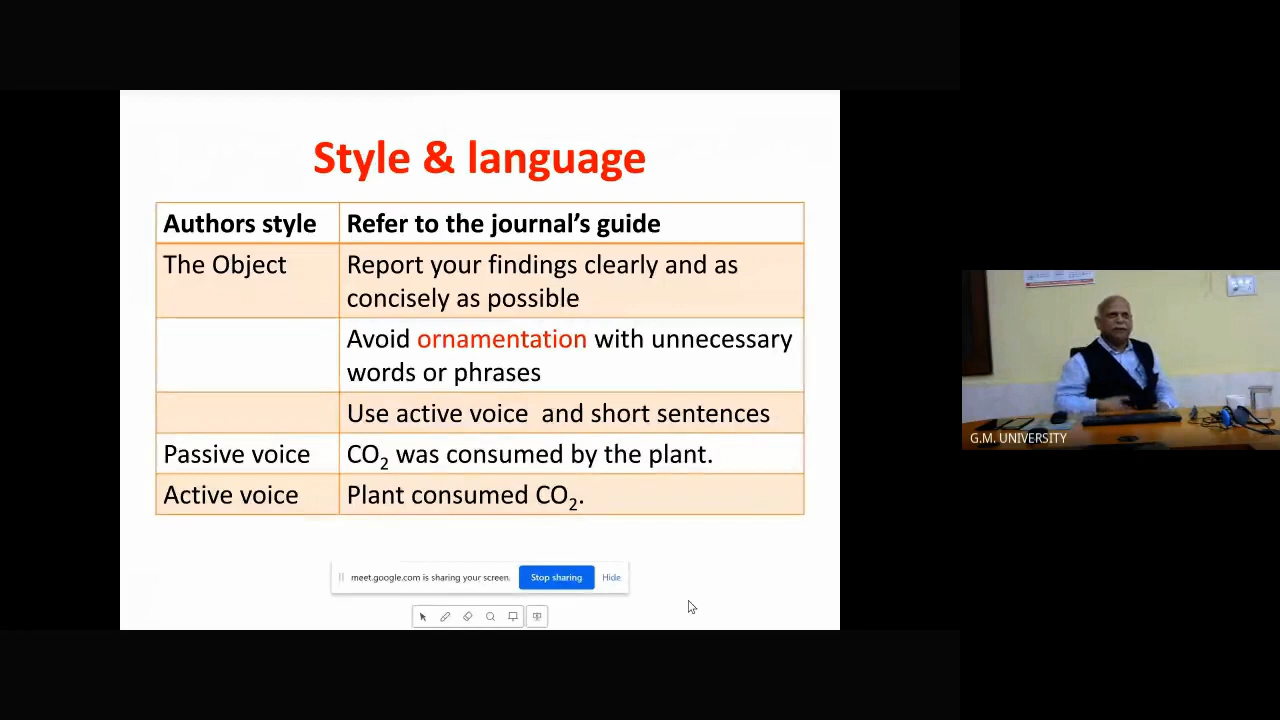 Style & language
Authors style Refer to the journal's guide
The Object Report your findings clearly and as
concisely as possible
Avoid ornamentation with unnecessary
words or phrases
Use active voice and short sentences
Passive voice CO₂ was consumed by the plant.
Active voice Plant consumed CO₂.
meet.google.com is sharing your screen. Stop sharing Hide
G.M. UNIVERSITY